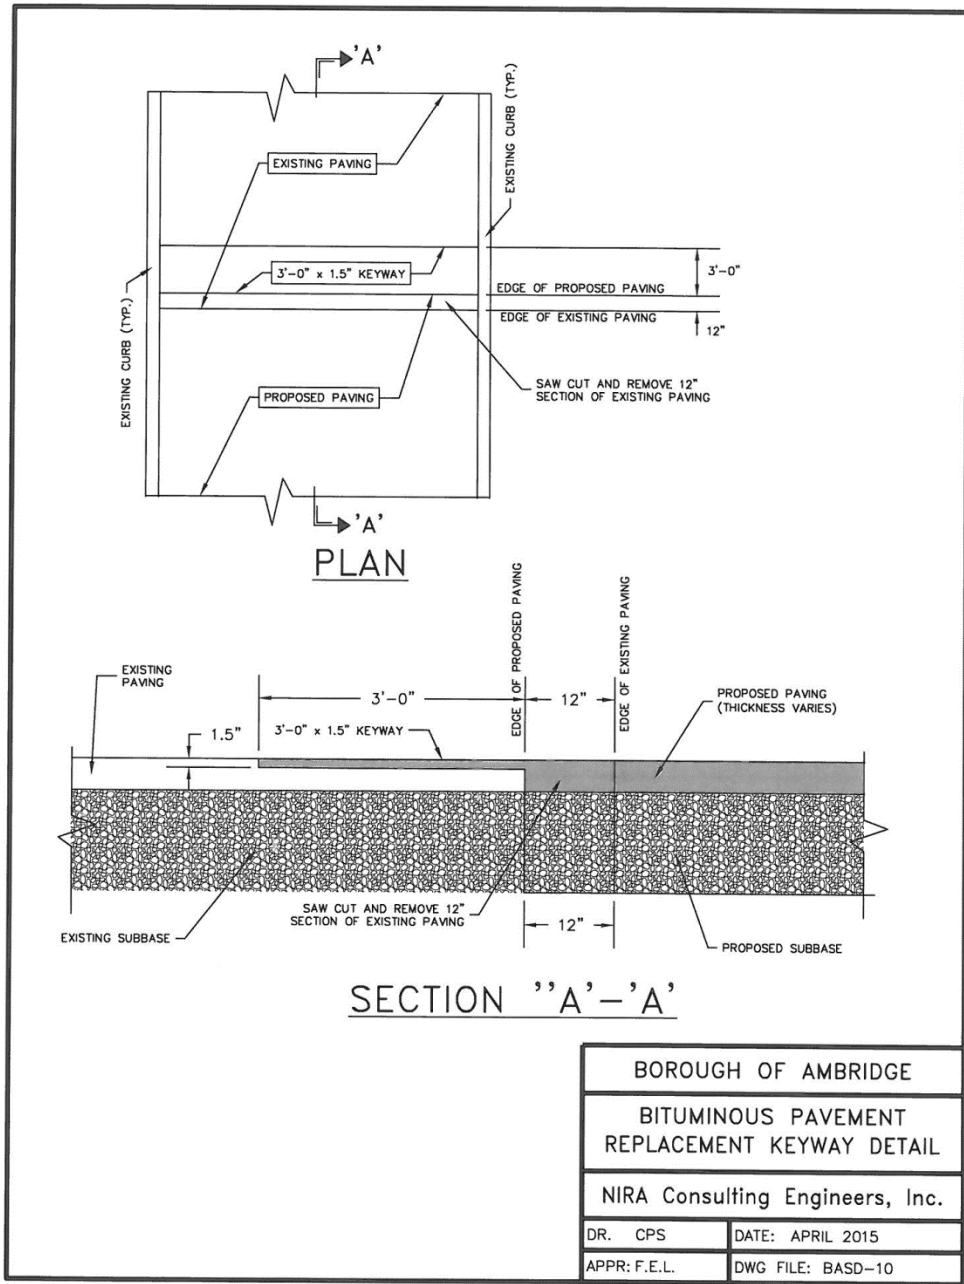 'A'
EXISTING CURB (TYP.)
EXISTING PAVING
3'-0" x 1.5" KEYWAY
3'-0"
EDGE OF PROPOSED PAVING
EDGE OF EXISTING PAVING
12"
EXISTING CURB (TYP.)
SAW CUT AND REMOVE 12"
SECTION OF EXISTING PAVING
PROPOSED PAVING
'A'
PLAN
EDGE OF PROPOSED PAVING
EDGE OF EXISTING PAVING
EXISTING
PAVING
3'-0"
12"
PROPOSED PAVING
(THICKNESS VARIES)
1.5"
3'-0" x 1.5" KEYWAY
SAW CUT AND REMOVE 12"
SECTION OF EXISTING PAVING
12"
EXISTING SUBBASE
PROPOSED SUBBASE
SECTION ''A'-'A'
BOROUGH OF AMBRIDGE
BITUMINOUS PAVEMENT
REPLACEMENT KEYWAY DETAIL
NIRA Consulting Engineers, Inc.
DR. CPS
DATE: APRIL 2015
APPR: F.E.L.
DWG FILE: BASD-10